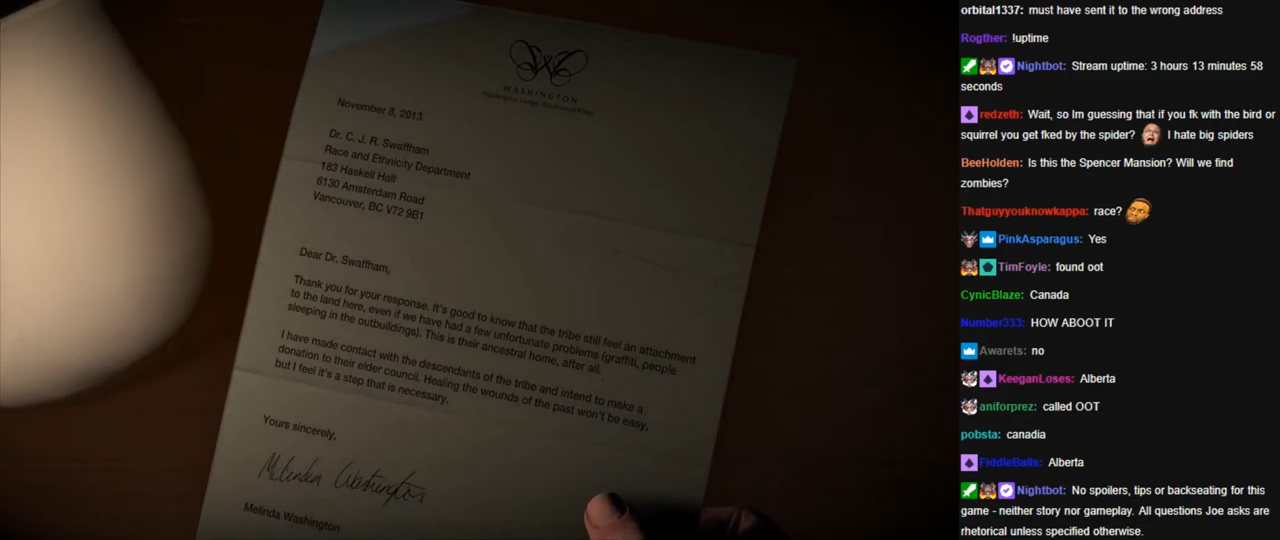 WASHINGTON
November 8, 2013
Dr. C. J. R. Swaffham
Race and Ethnicity Department
183 Haskell Hall
6130 Amsterdam Road
Vancouver, BC V72 9B1
Dear Dr. Swaffham,
Thank you for your response. It's good to know that the tribe still feel an attachment
to the land here, even if we have had a few unfortunate problems (graffiti, people
sleeping in the outbuildings). This is their ancestral home, after all.
I have made contact with the descendants of the tribe and intend to make a
donation to their elder council. Healing the wounds of the past won't be easy,
but I feel it's a step that is necessary.
Yours sincerely,
Melinda Washington
Melinda Washington
orbital1337: must have sent it to the wrong address
Rogther: !uptime
Nightbot: Stream uptime: 3 hours 13 minutes 58
seconds
redzeth: Wait, so Im guessing that if you fk with the bird or
squirrel you get fked by the spider? I hate big spiders
BeeHolden: Is this the Spencer Mansion? Will we find
zombies?
Thatguyyouknowkappa: race?
PinkAsparagus: Yes
TimFoyle: found oot
CynicBlaze: Canada
Number333: HOW ABOOT IT
Awarets: no
KeeganLoses: Alberta
aniforprez: called OOT
pobsta: canadia
FiddleBalls: Alberta
Nightbot: No spoilers, tips or backseating for this
game - neither story nor gameplay. All questions Joe asks are
rhetorical unless specified otherwise.